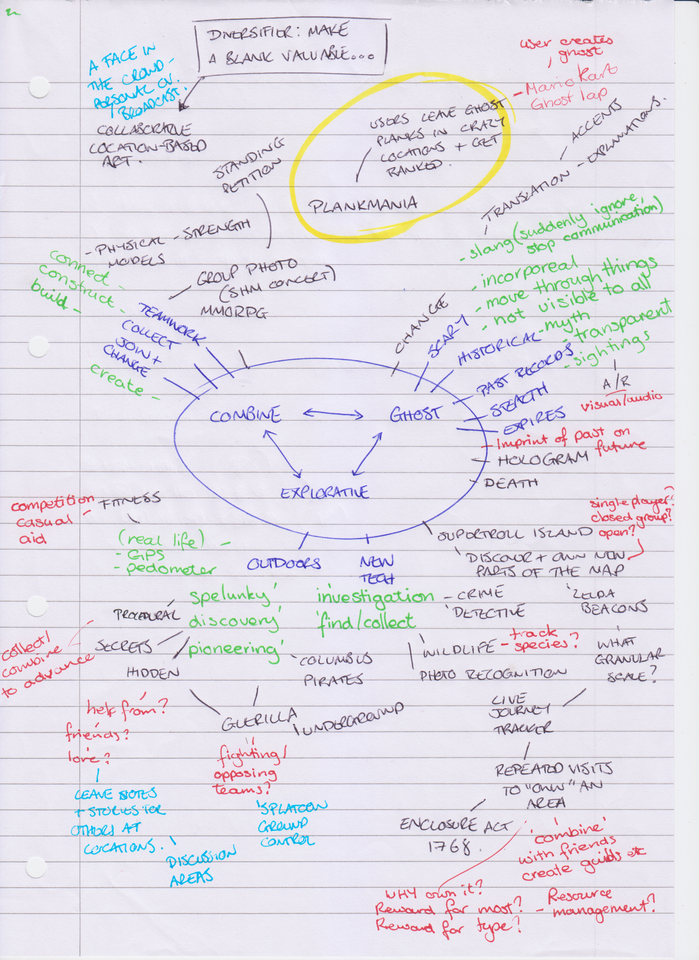 DIVERSIFIER: MAKE
A BLANK VALUABLE...
A FACE IN
THE CROWD -
PERSONAL OV.
BROADCAST.
COLLABORATIVE
LOCATION-BASED
ART.
STANDING
PETITION
USERS LEAVE GHOST
PLANKS IN CRAZY
LOCATIONS + GET
RANKED.
PLANKMANIA
user creates
ghost
- Mario Kart
Ghost lap
ACCENTS
TRANSLATION - EXPLANATIONS.
- slang (suddenly ignore,
stop communication)
- PHYSICAL - STRENGTH
MODELS
GROUP PHOTO
(SHM CONCERT)
MMORPG
connect -
construct -
build -
TEAMWORK
COLLECT
JOIN +
CHANGE
create -
CHANGE
SCARY
- incorporeal
- move through things
- not visible to all
HISTORICAL - myth
- transparent
- sightings
PAST RECORDS
STEALTH
EXPIRES
A/R
visual/audio
- Imprint of past on
future
- HOLOGRAM
- DEATH
COMBINE
GHOST
EXPLORATIVE
competition
casual -
aid
FITNESS
(real life) -
- GPS
- pedometer
OUTDOORS
NEW
TECH
OUPORTROLL ISLAND
single player?
closed group?
open?
DISCOVER + OWN NEW
PARTS OF THE MAP
spelunky'
discovery'
pioneering'
investigation
'find/collect
- CRIME
'DETECTIVE
'ZELDA
BEACONS
PROCEDURAL
SECRETS
HIDDEN
collect/
combine
to advance
COLUMBUS
PIRATES
WILDLIFE - track
species?
PHOTO RECOGNITION
WHAT
GRANULAR
SCALE?
help from?
friends?
love?
GUERILLA
UNDERGROUND
fighting/
opposing
teams?
LIVE
JOURNEY
TRACKER
LEAVE NOTES
+ STORIES FOR
OTHERS AT
LOCATIONS.
DISCUSSION
AREAS
SPLATOON
GROUND
CONTROL
REPEATED VISITS
TO "OWN" AN
AREA
ENCLOSURE ACT
1768.
'combine'
with friends
create guilds etc
WHY own it?
Reward for most?
Reward for type?
- Resource
management?